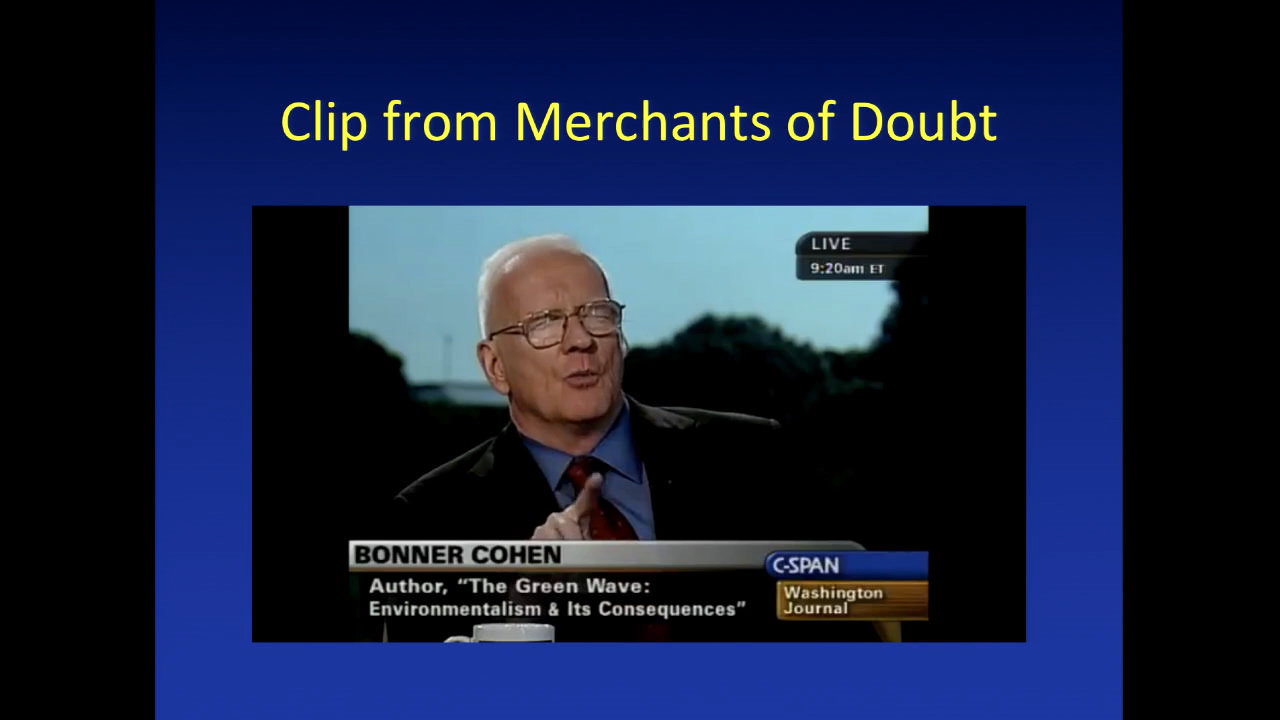 Clip from Merchants of Doubt
LIVE
9:20am ET
BONNER COHEN
C-SPAN
Author, “The Green Wave:
Environmentalism & Its Consequences”
Washington
Journal